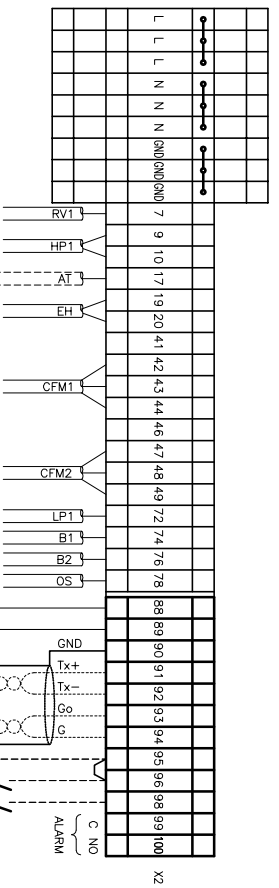 L
L
L
N
N
N
GND
GND
GND
RV1 7
9
HP1
10
AT 17
19
EH
20
41
42
CFM1 43
44
46
47
CFM2 48
49
LP1 72
B1 74
B2 76
OS 78
88
89
GND 90
Tx+ 91
Tx− 92
Go 93
G 94
95
96
98
C 99
NO 100
ALARM
X2